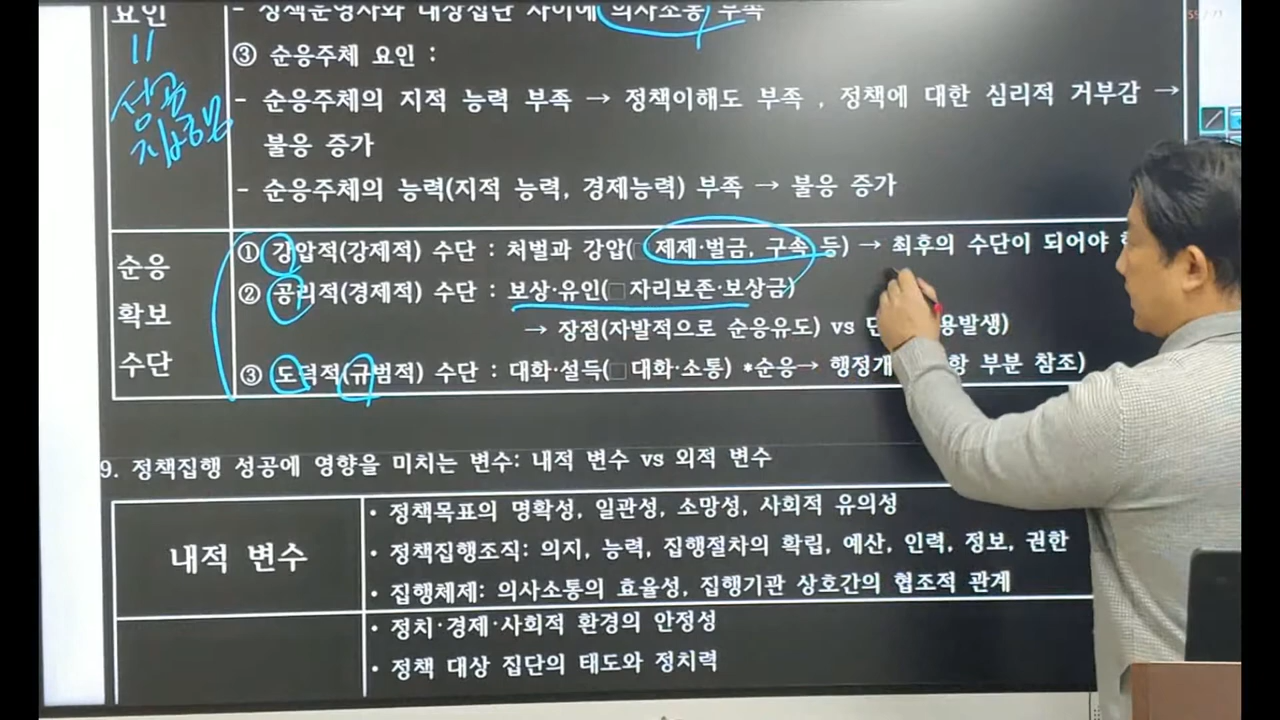 요인
- 정책운영자와 대상집단 사이에 의사소통 부족
③ 순응주체 요인 :
- 순응주체의 지적 능력 부족 → 정책이해도 부족 , 정책에 대한 심리적 거부감 →
불응 증가
- 순응주체의 능력(지적 능력, 경제능력) 부족 → 불응 증가
순응
확보
수단
① 강압적(강제적) 수단 : 처벌과 강압(□ 제제·벌금, 구속 등) → 최후의 수단이 되어야
② 공리적(경제적) 수단 : 보상·유인(□ 자리보존·보상금)
→ 장점(자발적으로 순응유도) vs 용발생)
③ 도덕적(규범적) 수단 : 대화·설득(□ 대화·소통) *순응→ 행정개 항 부분 참조)
9. 정책집행 성공에 영향을 미치는 변수: 내적 변수 vs 외적 변수
내적 변수
• 정책목표의 명확성, 일관성, 소망성, 사회적 유의성
• 정책집행조직: 의지, 능력, 집행절차의 확립, 예산, 인력, 정보, 권한
• 집행체제: 의사소통의 효율성, 집행기관 상호간의 협조적 관계
• 정치·경제·사회적 환경의 안정성
• 정책 대상 집단의 태도와 정치력